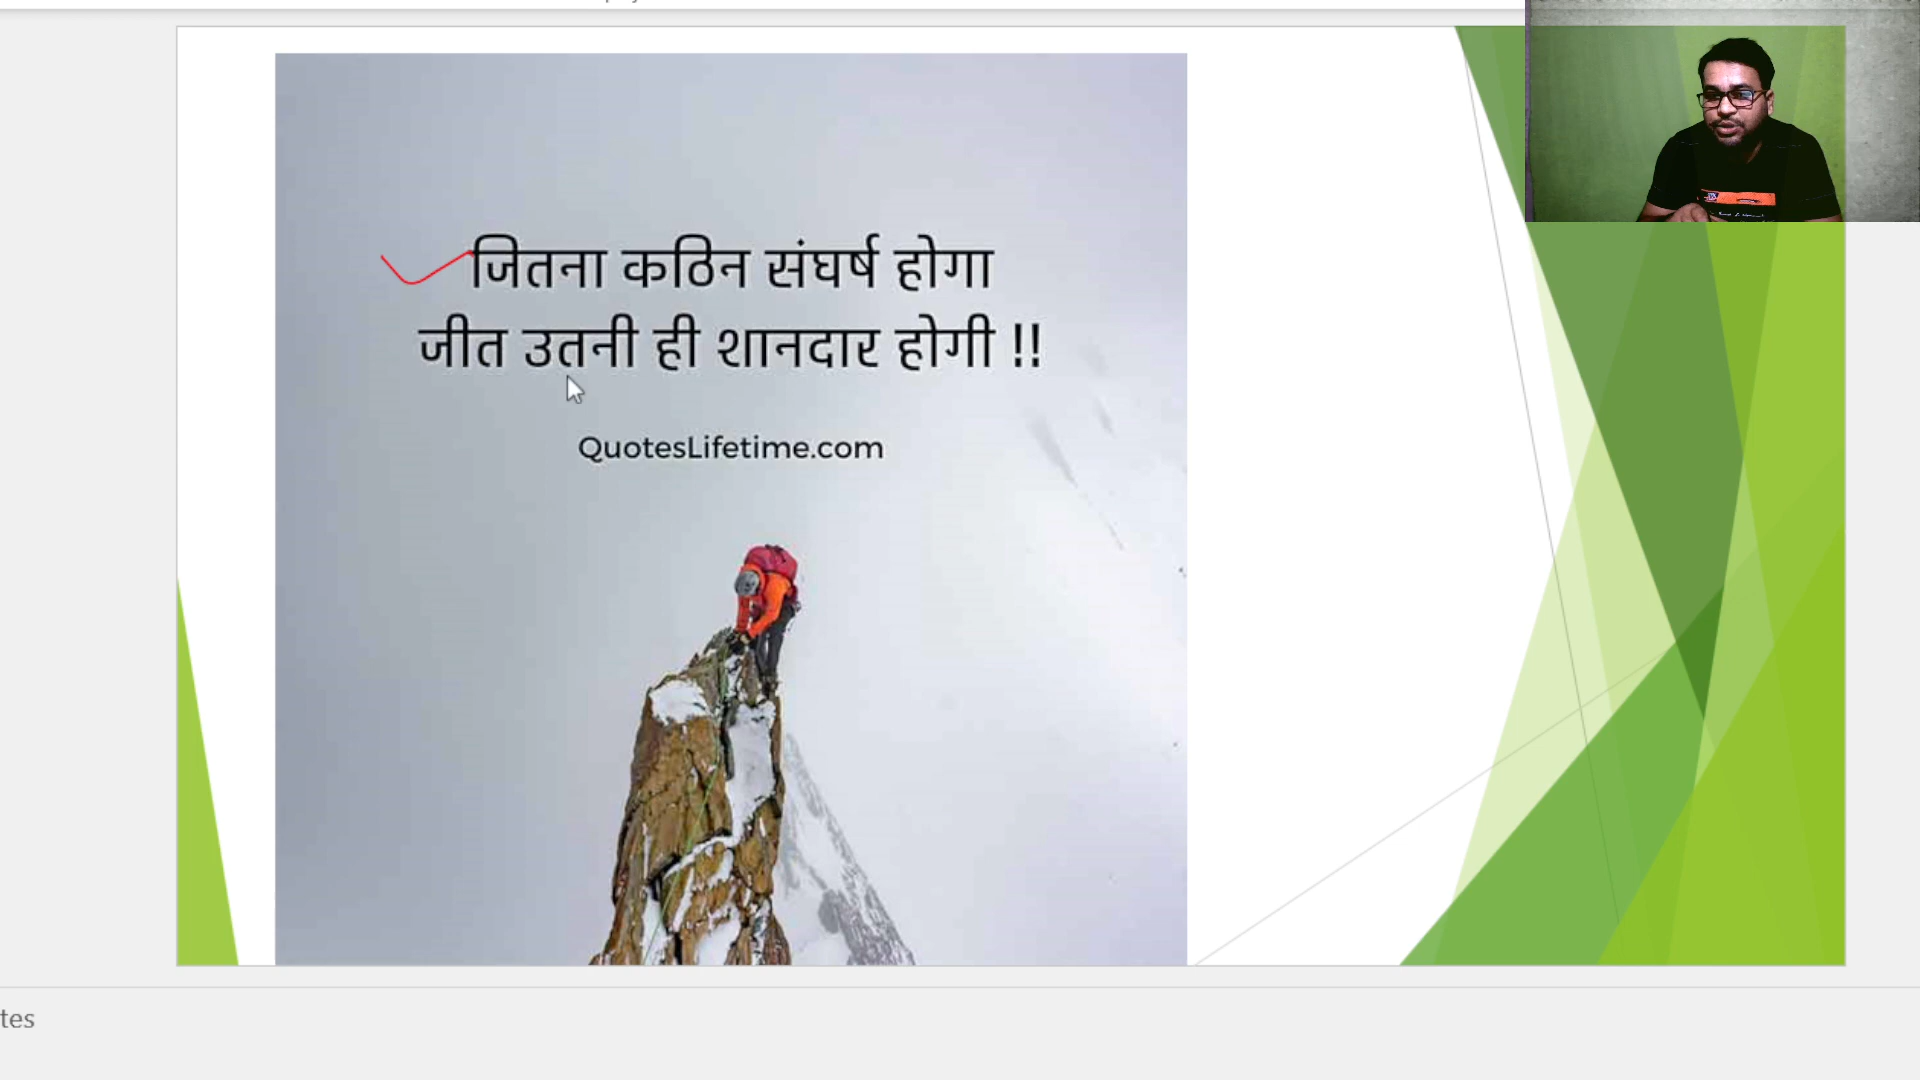 जितना कठिन संघर्ष होगा
जीत उतनी ही शानदार होगी !!
QuotesLifetime.com
tes